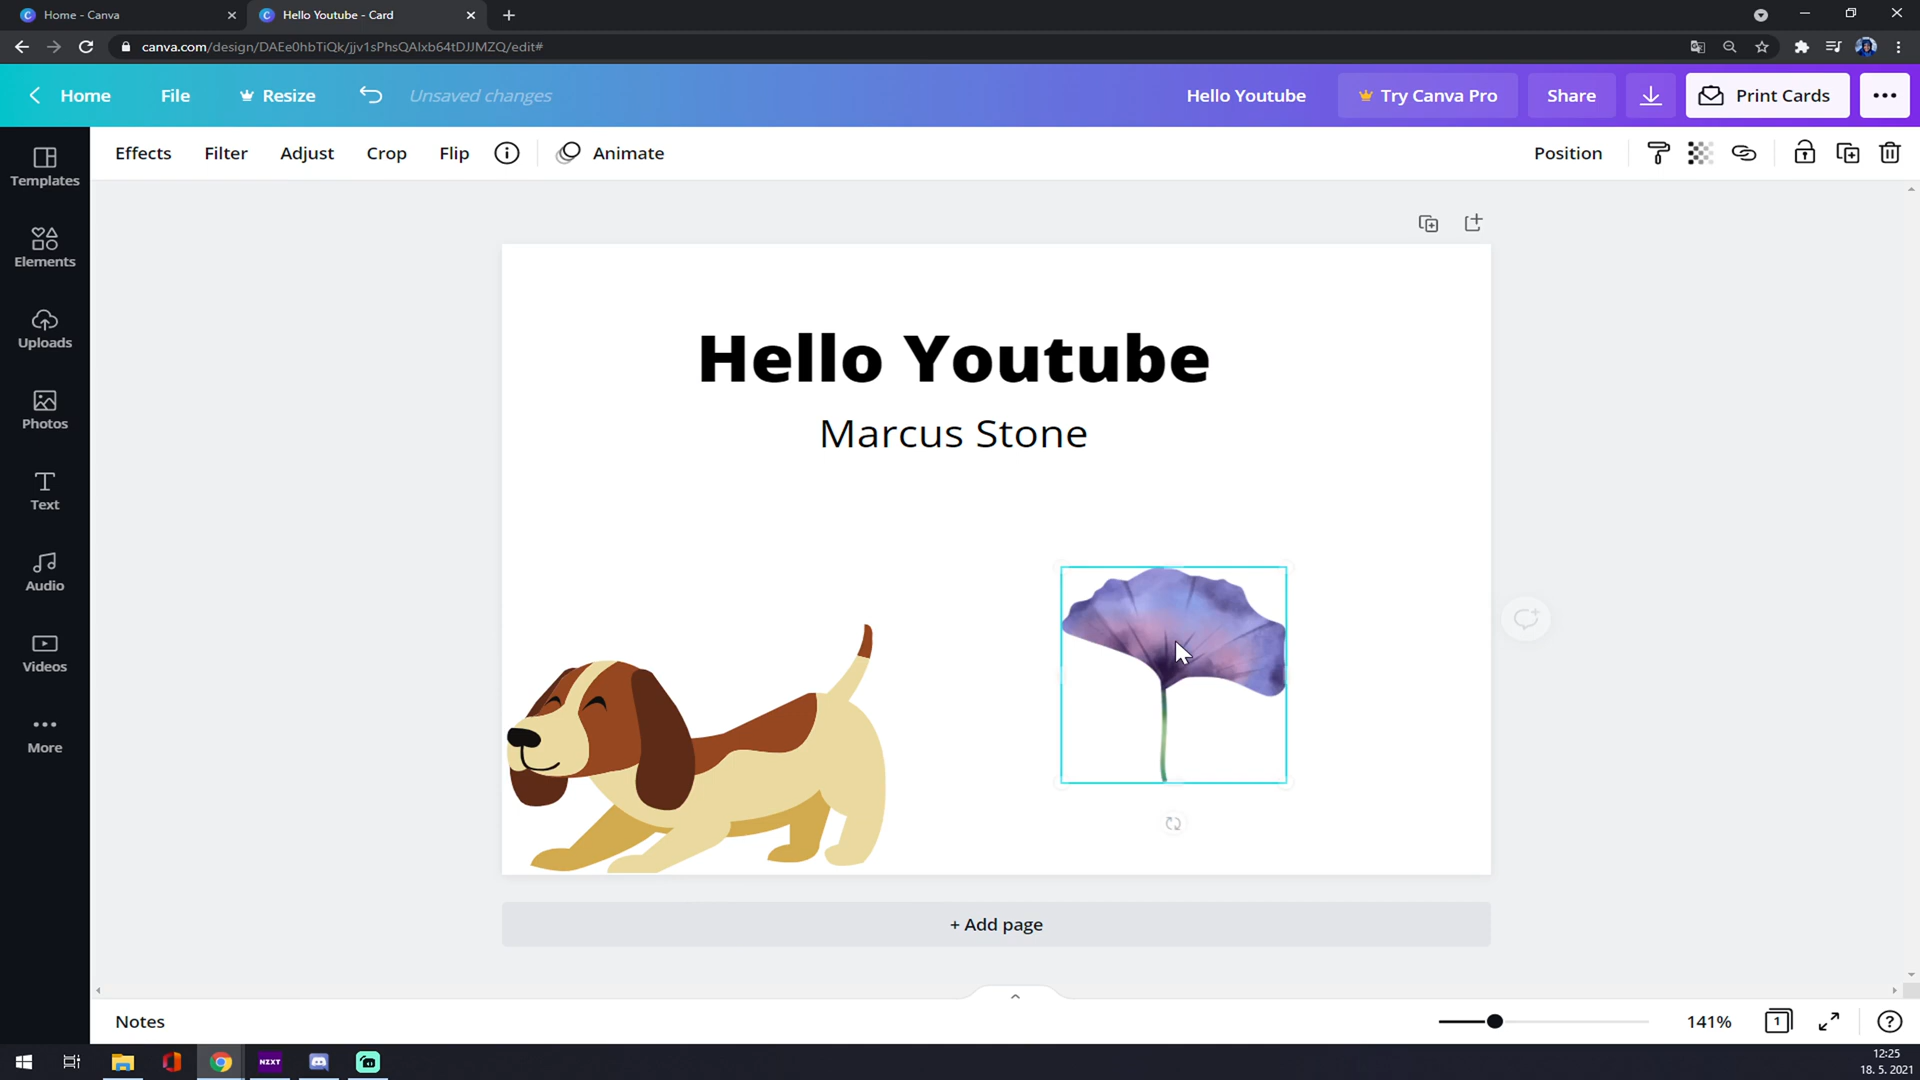 Home - Canva
Hello Youtube - Card
canva.com/design/DAEe0hbTiQk/jjv1sPhsQAlxb64tDJJMZQ/edit#
Home
File
Resize
Unsaved changes
Hello Youtube
Try Canva Pro
Share
Print Cards
Effects
Filter
Adjust
Crop
Flip
Animate
Position
Templates
Elements
Uploads
Photos
Text
Audio
Videos
More
Hello Youtube
Marcus Stone
+ Add page
Notes
141%
1
NZXT
12:25
18. 5. 2021